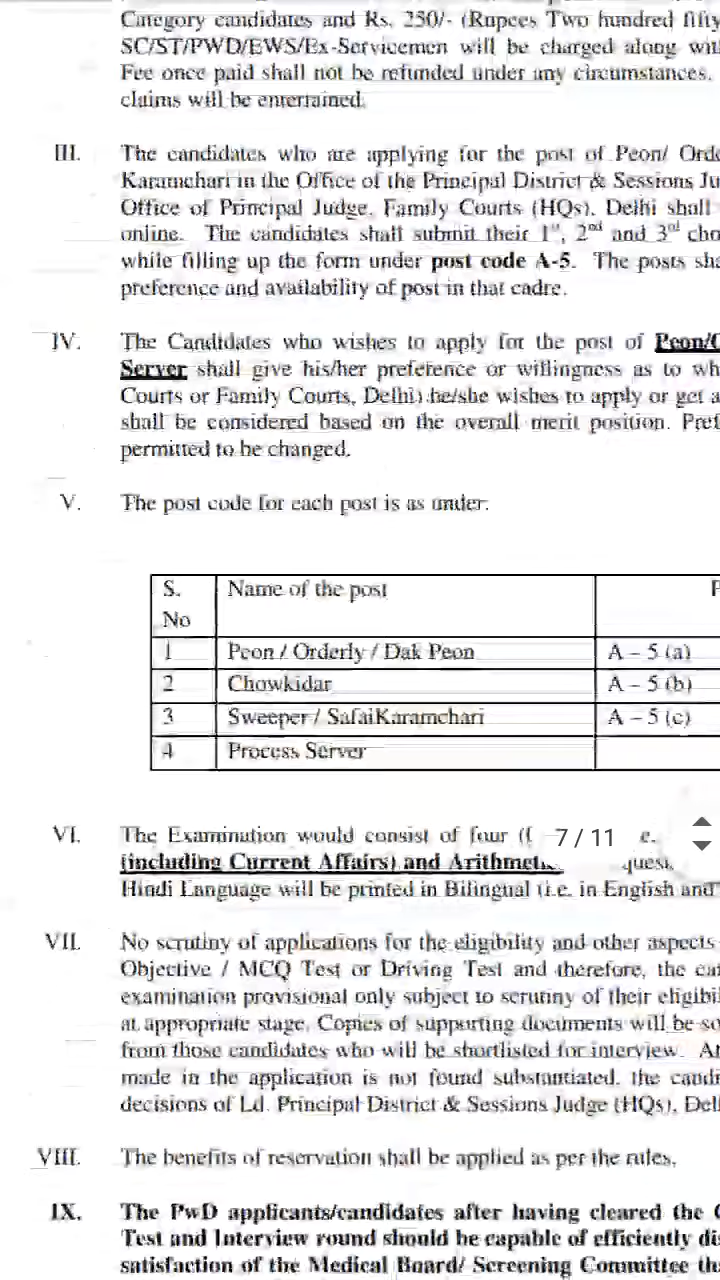 Category candidates and Rs. 250/- (Rupees Two hundred fifty
SC/ST/PWD/EWS/Ex-Servicemen will be charged along wit
Fee once paid shall not be refunded under any circumstances.
claims will be entertained.
III. The candidates who are applying for the post of Peon/ Orde
Karamchari in the Office of the Principal District & Sessions Ju
Office of Principal Judge, Family Courts (HQs), Delhi shall
online. The candidates shall submit their 1st, 2nd and 3rd cho
while filling up the form under post code A-5. The posts sha
preference and availability of post in that cadre.
IV. The Candidates who wishes to apply for the post of Peon/O
Server shall give his/her preference or willingness as to wh
Courts or Family Courts, Delhi) he/she wishes to apply or get a
shall be considered based on the overall merit position. Pref
permitted to be changed.
V. The post code for each post is as under:
S. No Name of the post P
1 Peon / Orderly / Dak Peon A – 5 (a)
2 Chowkidar A – 5 (b)
3 Sweeper / SafaiKaramchari A – 5 (c)
4 Process Server
VI. The Examination would consist of four ( 7 / 11 e.
(including Current Affairs) and Arithmetic quest
Hindi Language will be printed in Bilingual (i.e. in English and
VII. No scrutiny of applications for the eligibility and other aspects
Objective / MCQ Test or Driving Test and therefore, the can
examination provisional only subject to scrutiny of their eligibil
at appropriate stage. Copies of supporting documents will be so
from those candidates who will be shortlisted for interview. An
made in the application is not found substantiated, the candi
decisions of Ld. Principal District & Sessions Judge (HQs), Del
VIII. The benefits of reservation shall be applied as per the rules.
IX. The PwD applicants/candidates after having cleared the
Test and Interview round should be capable of efficiently dis
satisfaction of the Medical Board/ Screening Committee th